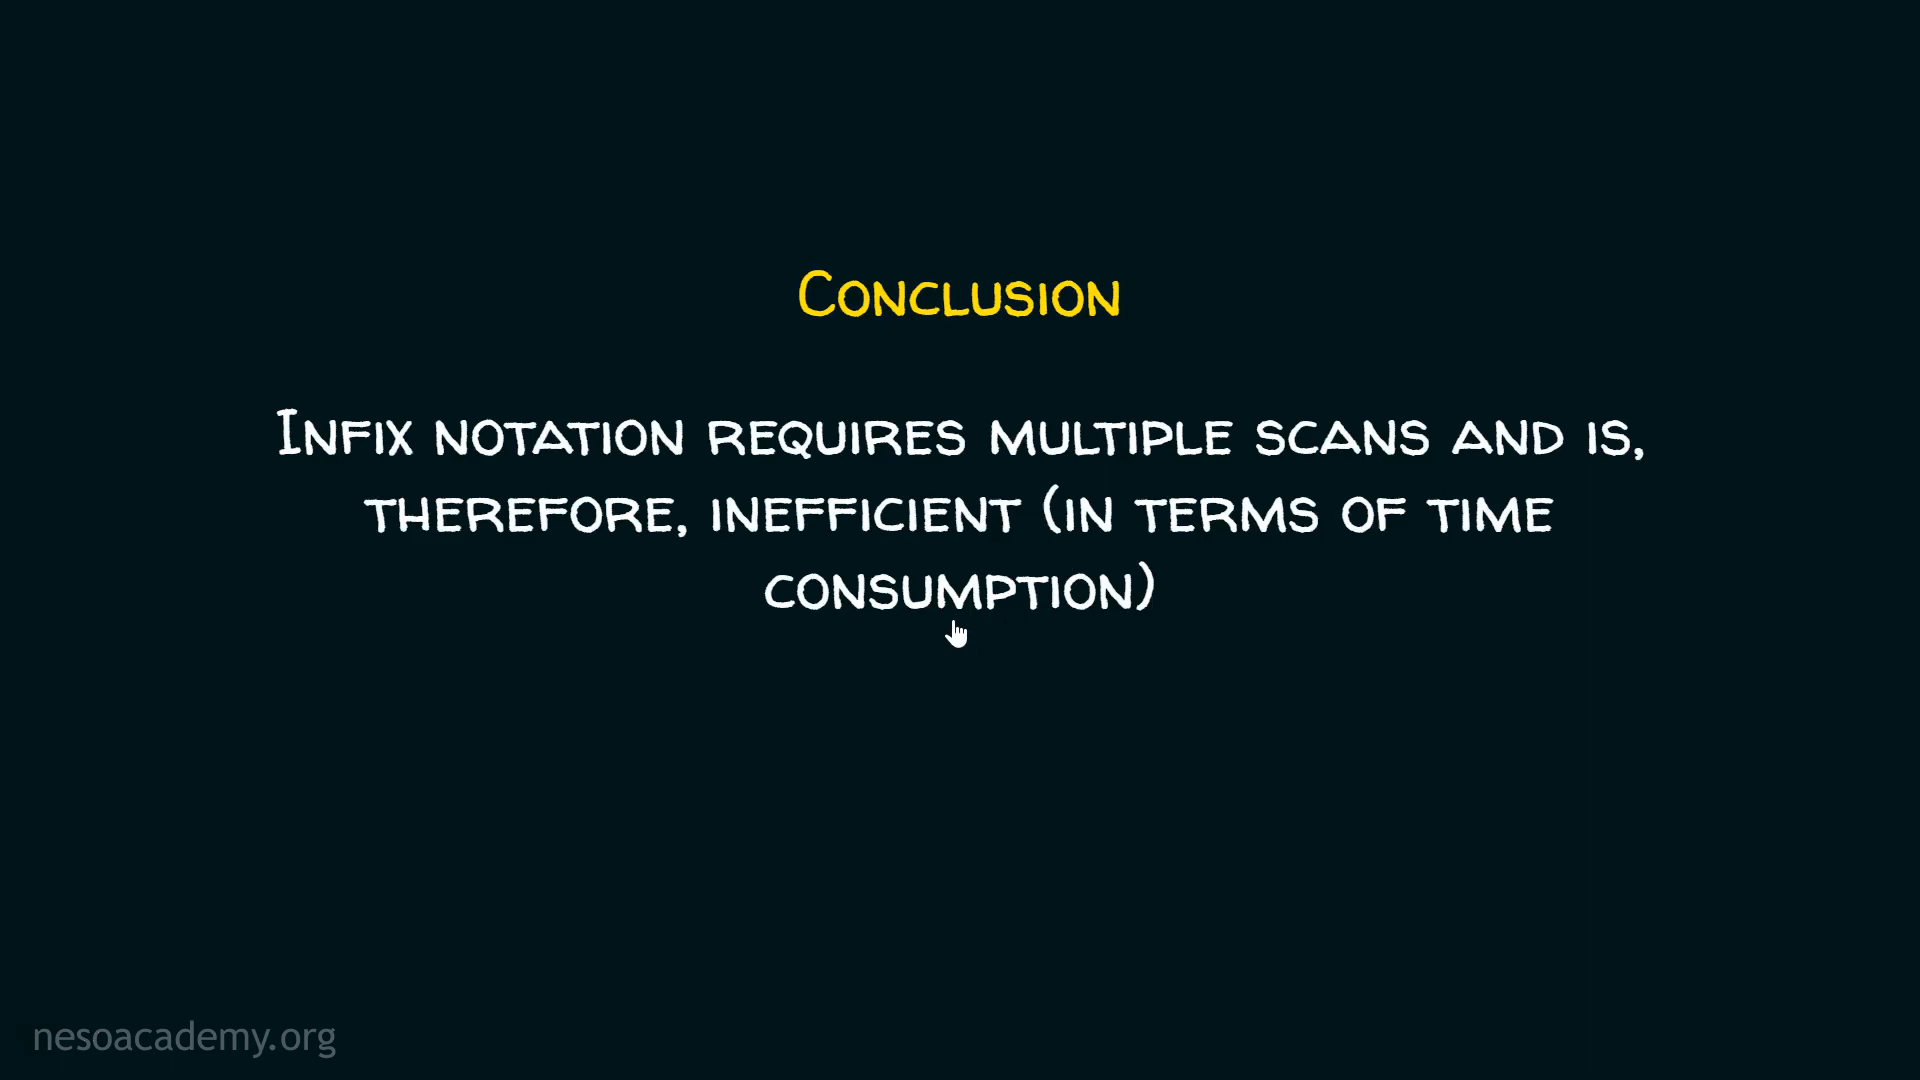 Conclusion
Infix notation requires multiple scans and is,
therefore, inefficient (in terms of time
consumption)
nesoacademy.org